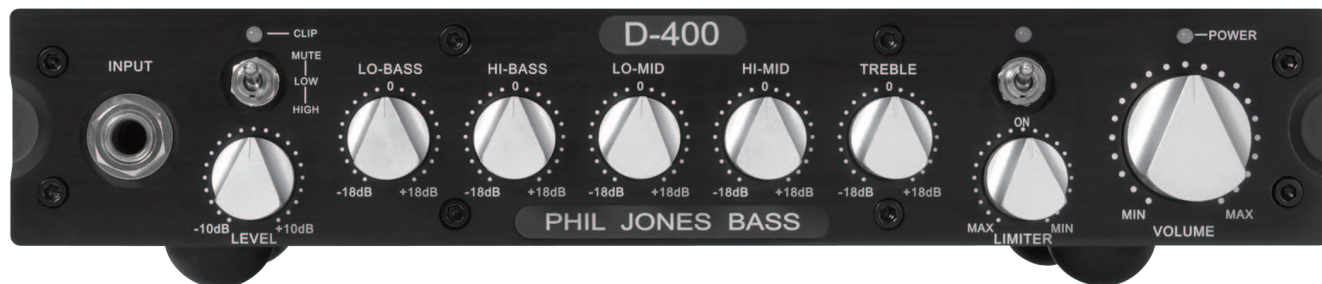 INPUT
CLIP
MUTE
LOW
HIGH
-10dB
+10dB
LEVEL
LO-BASS
0
-18dB
+18dB
HI-BASS
0
-18dB
+18dB
D-400
LO-MID
0
-18dB
+18dB
HI-MID
0
-18dB
+18dB
TREBLE
0
-18dB
+18dB
PHIL JONES BASS
ON
MAX
MIN
LIMITER
POWER
MIN
MAX
VOLUME